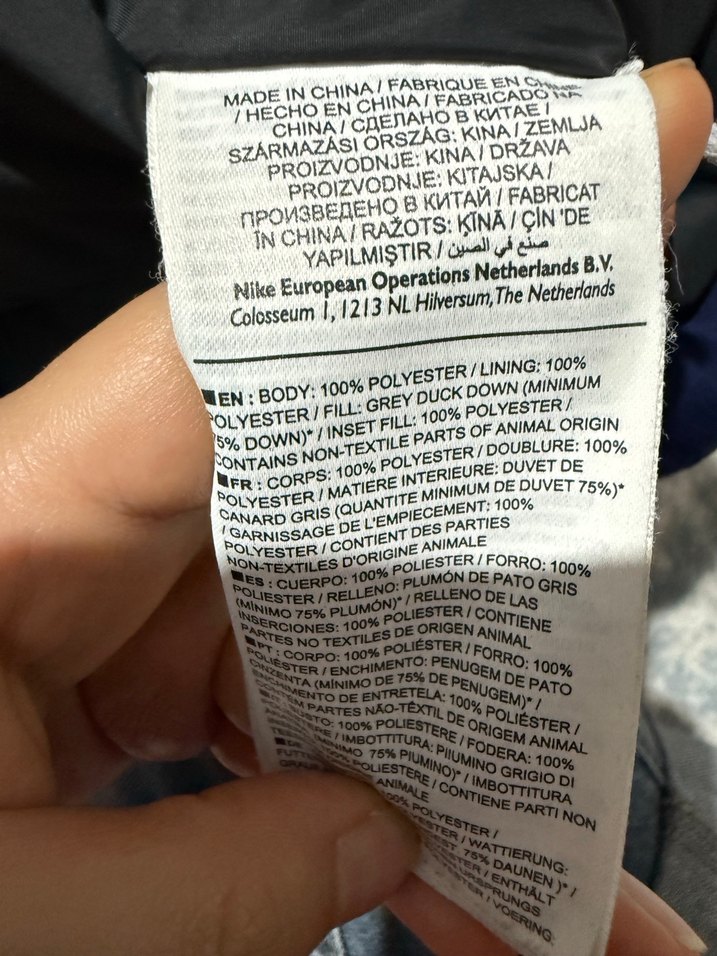 MADE IN CHINA / FABRIQUE EN CHINE
/ HECHO EN CHINA / FABRICADO NA
CHINA / СДЕЛАНО В КИТАЕ /
SZÁRMAZÁSI ORSZÁG: KINA / ZEMLJA
PROIZVODNJE: KINA / DRŽAVA
PROIZVODNJE: KITAJSKA /
ПРОИЗВЕДЕНО В КИТАЙ / FABRICAT
ÎN CHINA / RAŽOTS: ĶĪNĀ / ÇİN 'DE
YAPILMIŞTIR / صنع في الصين
Nike European Operations Netherlands B.V.
Colosseum 1, 1213 NL Hilversum, The Netherlands
EN : BODY: 100% POLYESTER / LINING: 100%
POLYESTER / FILL: GREY DUCK DOWN (MINIMUM
75% DOWN)* / INSET FILL: 100% POLYESTER /
CONTAINS NON-TEXTILE PARTS OF ANIMAL ORIGIN
FR : CORPS: 100% POLYESTER / DOUBLURE: 100%
POLYESTER / MATIERE INTERIEURE: DUVET DE
CANARD GRIS (QUANTITE MINIMUM DE DUVET 75%)*
/ GARNISSAGE DE L'EMPIECEMENT: 100%
POLYESTER / CONTIENT DES PARTIES
NON-TEXTILES D'ORIGINE ANIMALE
ES : CUERPO: 100% POLIESTER / FORRO: 100%
POLIESTER / RELLENO: PLUMÓN DE PATO GRIS
(MÍNIMO 75% PLUMÓN)* / RELLENO DE LAS
INSERCIONES: 100% POLIESTER / CONTIENE
PARTES NO TEXTILES DE ORIGEN ANIMAL
PT : CORPO: 100% POLIÉSTER / FORRO: 100%
POLIÉSTER / ENCHIMENTO: PENUGEM DE PATO
CINZENTA (MÍNIMO DE 75% DE PENUGEM)* /
ENCHIMENTO DE ENTRETELA: 100% POLIÉSTER /
CONTÉM PARTES NÃO-TÊXTIL DE ORIGEM ANIMAL
100% POLIESTERE / FODERA: 100%
/ IMBOTTITURA: PIIUMINO GRIGIO DI
(MINIMO 75% PIUMINO)* / IMBOTTITURA
POLIESTERE / CONTIENE PARTI NON
ANIMALE
100% POLYESTER /
/ WATTIERUNG:
75% DAUNEN )* /
/ ENTHÄLT
/ VOERING: